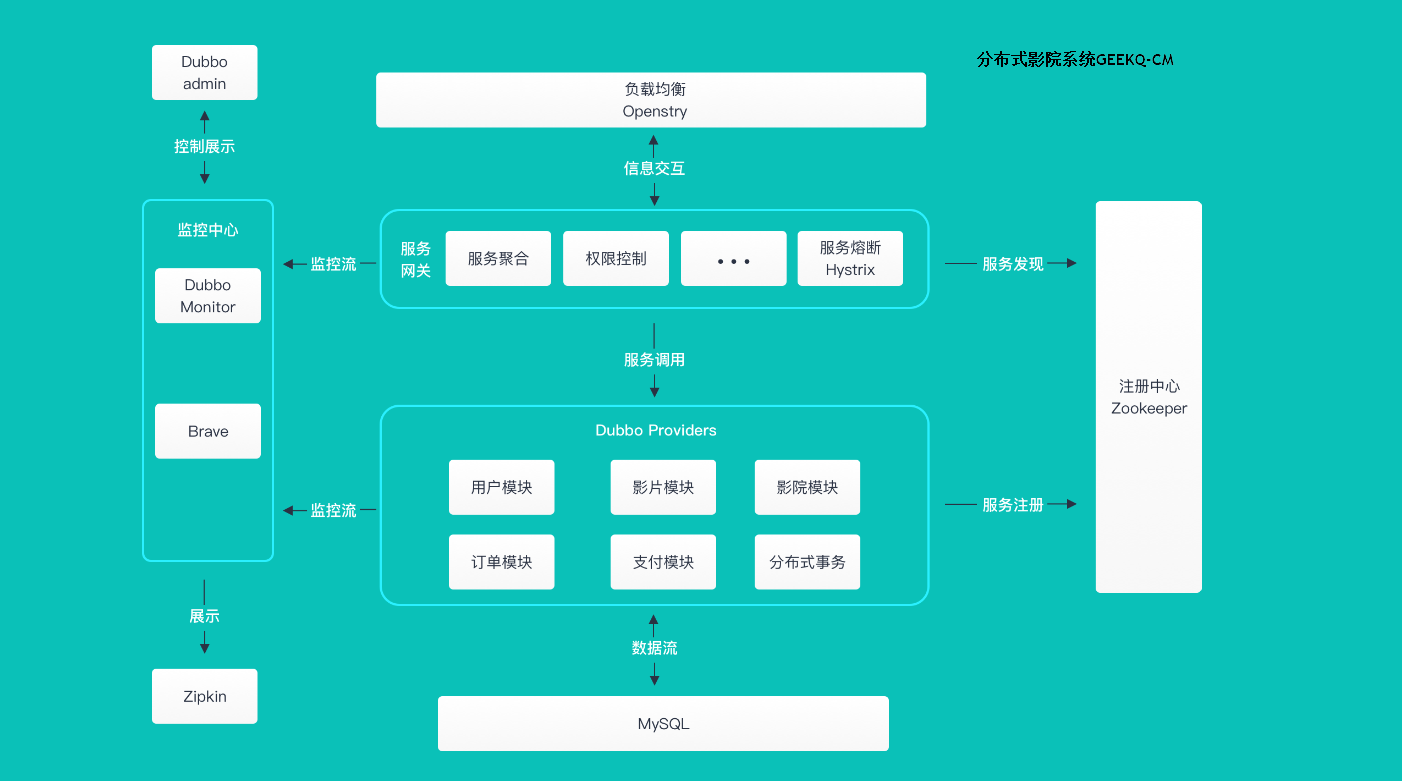 分布式影院系统GEEKQ-CM
Dubbo
admin
负载均衡
Openstry
控制展示
信息交互
监控中心
Dubbo
Monitor
Brave
监控流
服务
网关
服务聚合
权限控制
•••
服务熔断
Hystrix
服务发现
服务调用
注册中心
Zookeeper
Dubbo Providers
用户模块
影片模块
影院模块
订单模块
支付模块
分布式事务
监控流
服务注册
展示
数据流
Zipkin
MySQL